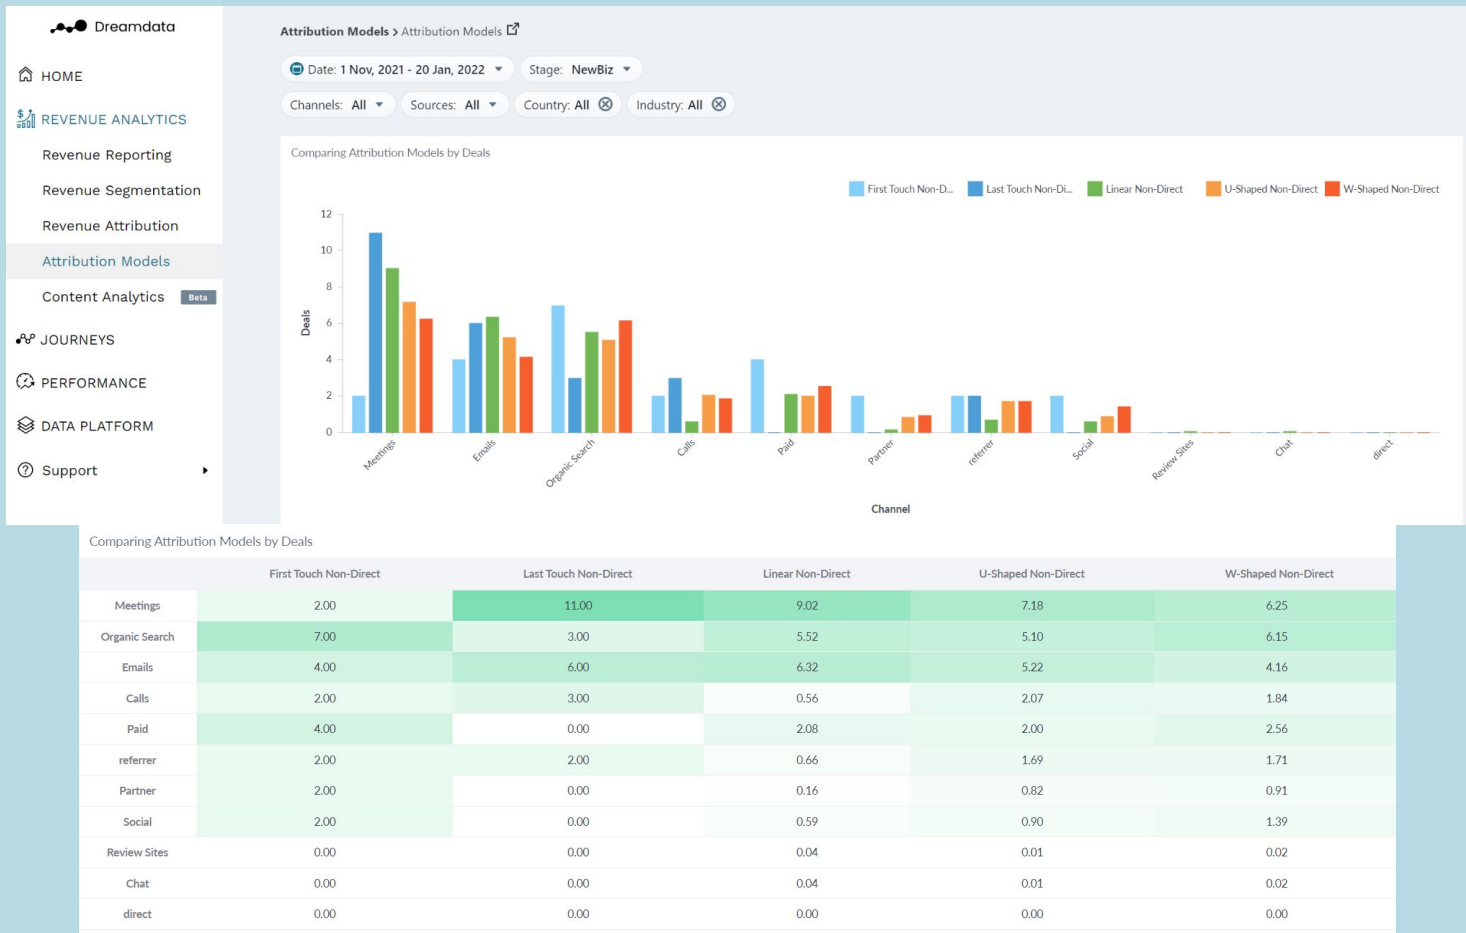 Dreamdata
HOME
REVENUE ANALYTICS
Revenue Reporting
Revenue Segmentation
Revenue Attribution
Attribution Models
Content Analytics Beta
JOURNEYS
PERFORMANCE
DATA PLATFORM
Support
Attribution Models > Attribution Models
Date: 1 Nov, 2021 - 20 Jan, 2022 Stage: NewBiz
Channels: All Sources: All Country: All Industry: All
Comparing Attribution Models by Deals
First Touch Non-D... Last Touch Non-Di... Linear Non-Direct U-Shaped Non-Direct W-Shaped Non-Direct
12
10
8
6
4
2
0
Deals
Meetings Emails Organic Search Calls Paid Partner referrer Social Review Sites Chat direct
Channel
Comparing Attribution Models by Deals
First Touch Non-Direct Last Touch Non-Direct Linear Non-Direct U-Shaped Non-Direct W-Shaped Non-Direct
Meetings 2.00 11.00 9.02 7.18 6.25
Organic Search 7.00 3.00 5.52 5.10 6.15
Emails 4.00 6.00 6.32 5.22 4.16
Calls 2.00 3.00 0.56 2.07 1.84
Paid 4.00 0.00 2.08 2.00 2.56
referrer 2.00 2.00 0.66 1.69 1.71
Partner 2.00 0.00 0.16 0.82 0.91
Social 2.00 0.00 0.59 0.90 1.39
Review Sites 0.00 0.00 0.04 0.01 0.02
Chat 0.00 0.00 0.04 0.01 0.02
direct 0.00 0.00 0.00 0.00 0.00